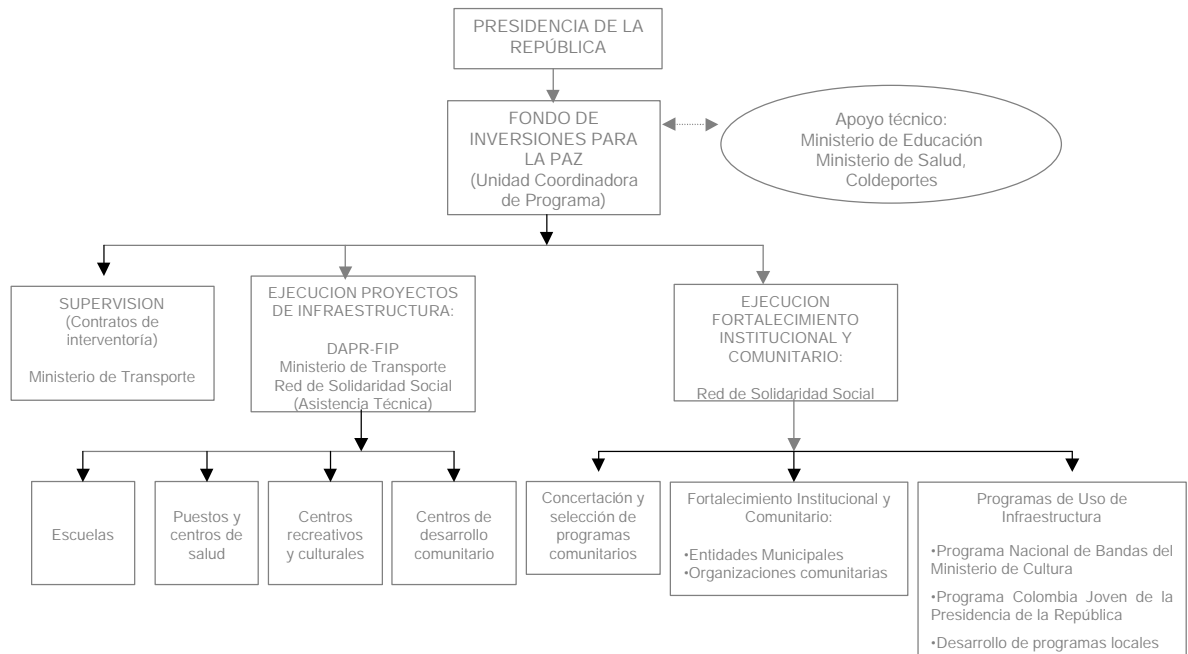 PRESIDENCIA DE LA
REPÚBLICA
FONDO DE
INVERSIONES PARA
LA PAZ
(Unidad Coordinadora
de Programa)
Apoyo técnico:
Ministerio de Educación
Ministerio de Salud,
Coldeportes
SUPERVISION
(Contratos de
interventoría)
Ministerio de Transporte
EJECUCION PROYECTOS
DE INFRAESTRUCTURA:
DAPR-FIP
Ministerio de Transporte
Red de Solidaridad Social
(Asistencia Técnica)
EJECUCION
FORTALECIMIENTO
INSTITUCIONAL Y
COMUNITARIO:
Red de Solidaridad Social
Escuelas
Puestos y
centros de
salud
Centros
recreativos
y culturales
Centros de
desarrollo
comunitario
Concertación y
selección de
programas
comunitarios
Fortalecimiento Institucional y
Comunitario:
•Entidades Municipales
•Organizaciones comunitarias
Programas de Uso de
Infraestructura
•Programa Nacional de Bandas del
Ministerio de Cultura
•Programa Colombia Joven de la
Presidencia de la República
•Desarrollo de programas locales